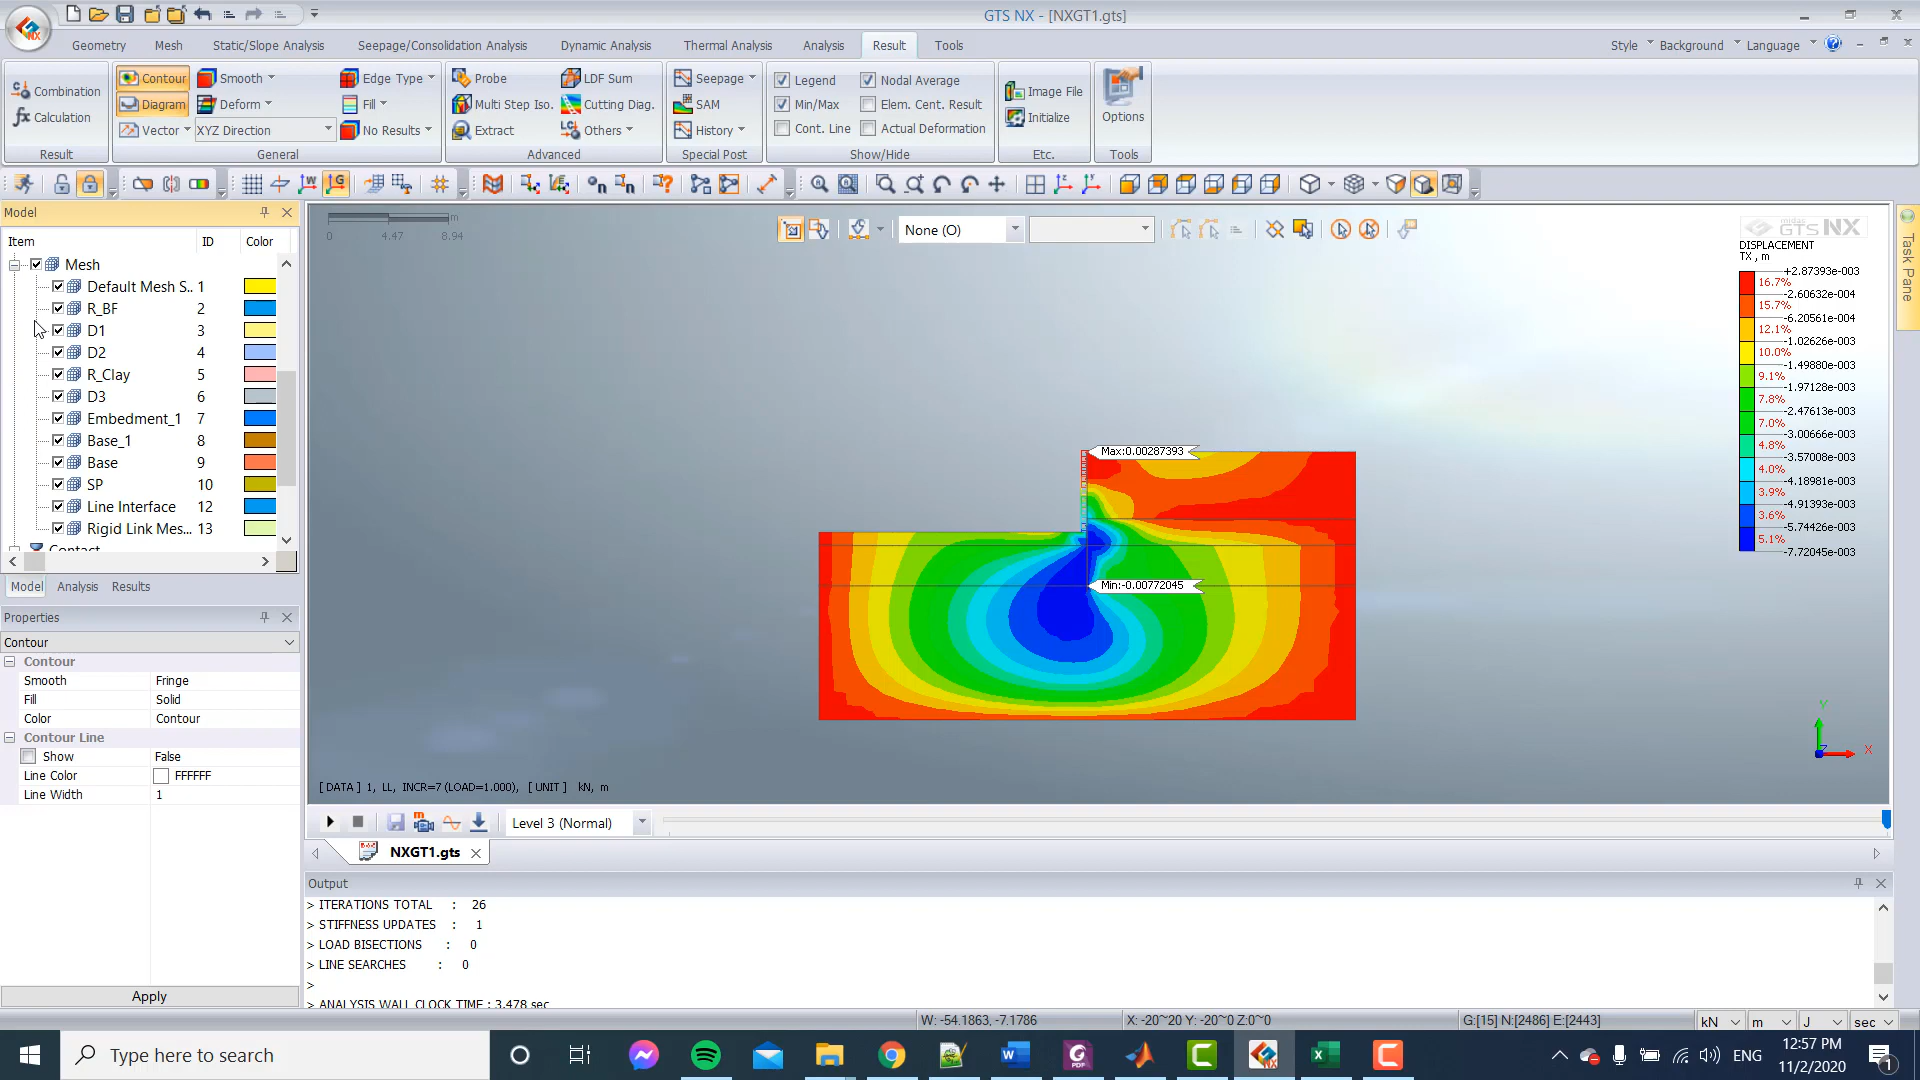 GTS NX - [NXGT1.gts]
Geometry Mesh Static/Slope Analysis Seepage/Consolidation Analysis Dynamic Analysis Thermal Analysis Analysis Result Tools
Style Background Language
Combination
Calculation
Result
Contour Smooth Edge Type
Diagram Deform Fill
Vector XYZ Direction No Results
General
Probe LDF Sum
Multi Step Iso. Cutting Diag.
Extract Others
Advanced
Seepage
SAM
History
Special Post
Legend Nodal Average
Min/Max Elem. Cent. Result
Cont. Line Actual Deformation
Show/Hide
Image File
Initialize
Etc.
Options
Tools
Model
Item ID Color
Mesh
Default Mesh S.. 1
R_BF 2
D1 3
D2 4
R_Clay 5
D3 6
Embedment_1 7
Base_1 8
Base 9
SP 10
Line Interface 12
Rigid Link Mes... 13
Contact
Model Analysis Results
Properties
Contour
Contour
Smooth Fringe
Fill Solid
Color Contour
Contour Line
Show False
Line Color FFFFFF
Line Width 1
Apply
m
0 4.47 8.94
None (O)
midas
GTS NX
DISPLACEMENT
TX , m
+2.87393e-003
16.7%
-2.60632e-004
15.7%
-6.20561e-004
12.1%
-1.02626e-003
10.0%
-1.49880e-003
9.1%
-1.97128e-003
7.8%
-2.47613e-003
7.0%
-3.00666e-003
4.8%
-3.57008e-003
4.0%
-4.18981e-003
3.9%
-4.91393e-003
3.6%
-5.74426e-003
5.1%
-7.72045e-003
Max:0.00287393
Min:-0.00772045
Y
X
Z
[ DATA ] 1, LL, INCR=7 (LOAD=1.000), [ UNIT ] kN, m
Level 3 (Normal)
NXGT1.gts
Task Pane
Output
> ITERATIONS TOTAL : 26
> STIFFNESS UPDATES : 1
> LOAD BISECTIONS : 0
> LINE SEARCHES : 0
>
> ANALYSIS WALL CLOCK TIME : 3.478 sec
W: -54.1863, -7.1786 X: -20~20 Y: -20~0 Z:0~0 G:[15] N:[2486] E:[2443] kN m J sec
Type here to search
ENG
12:57 PM
11/2/2020
1